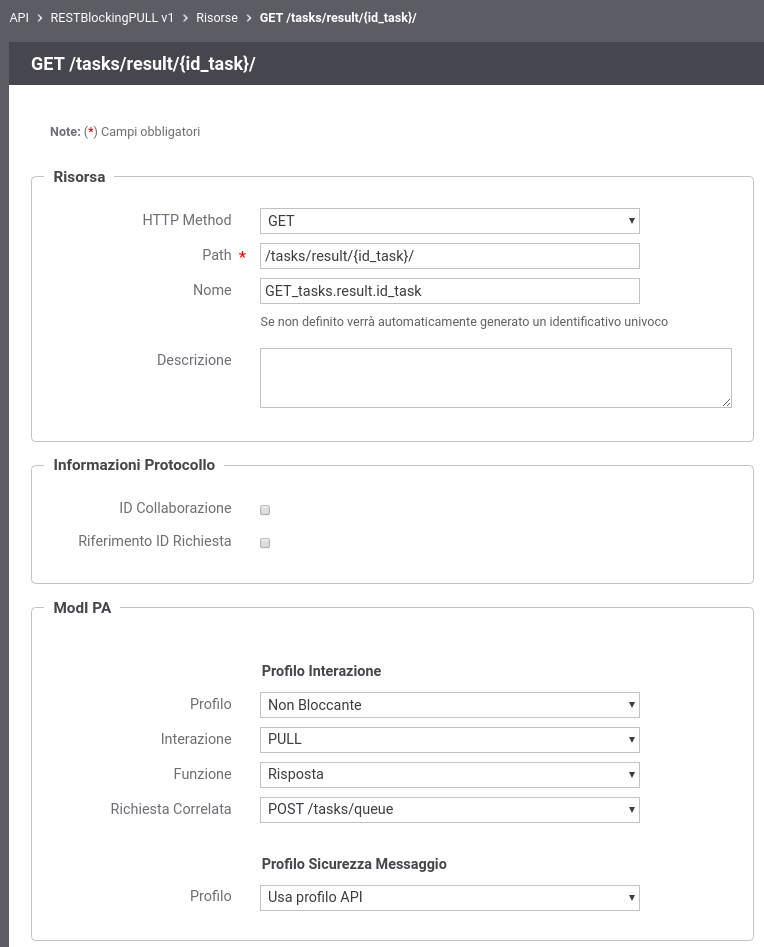 API > RESTBlockingPULL v1 > Risorse > GET /tasks/result/{id_task}/
GET /tasks/result/{id_task}/
Note: (*) Campi obbligatori
Risorsa
HTTP Method GET
Path * /tasks/result/{id_task}/
Nome GET_tasks.result.id_task
Se non definito verrà automaticamente generato un identificativo univoco
Descrizione
Informazioni Protocollo
ID Collaborazione
Riferimento ID Richiesta
ModI PA
Profilo Interazione
Profilo Non Bloccante
Interazione PULL
Funzione Risposta
Richiesta Correlata POST /tasks/queue
Profilo Sicurezza Messaggio
Profilo Usa profilo API